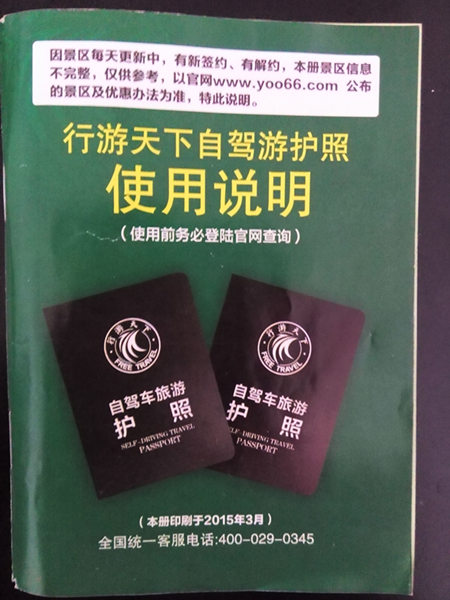 因景区每天更新中，有新签约、有解约，本册景区信息
不完整，仅供参考，以官网www.yoo66.com 公布
的景区及优惠办法为准，特此说明。
行游天下自驾游护照
使用说明
（使用前务必登陆官网查询）
行游天下
FREE TRAVEL
自驾车旅游
护 照
SELF-DRIVING TRAVEL
PASSPORT
行游天下
FREE TRAVEL
自驾车旅游
护 照
SELF-DRIVING TRAVEL
PASSPORT
（本册印刷于2015年3月）
全国统一客服电话:400-029-0345